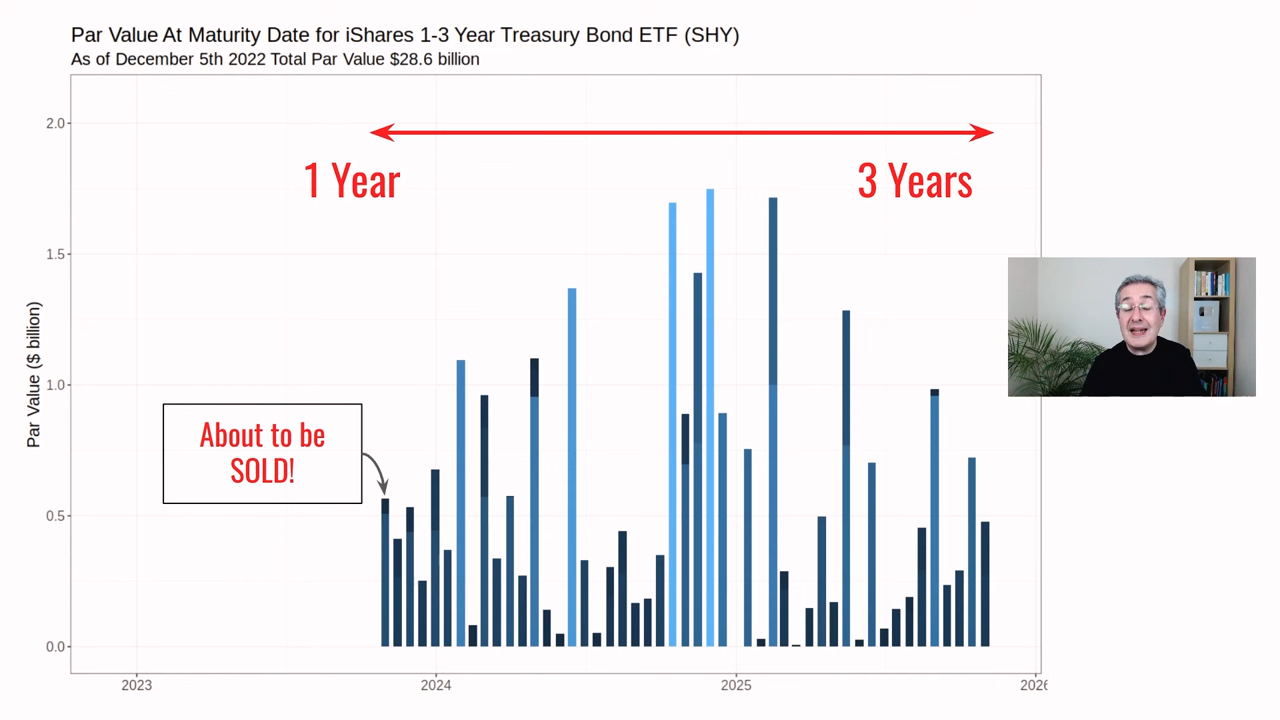 Par Value At Maturity Date for iShares 1-3 Year Treasury Bond ETF (SHY)
As of December 5th 2022 Total Par Value $28.6 billion
2.0
1.5
1.0
0.5
0.0
Par Value ($ billion)
1 Year
3 Years
About to be
SOLD!
2023
2024
2025
2026